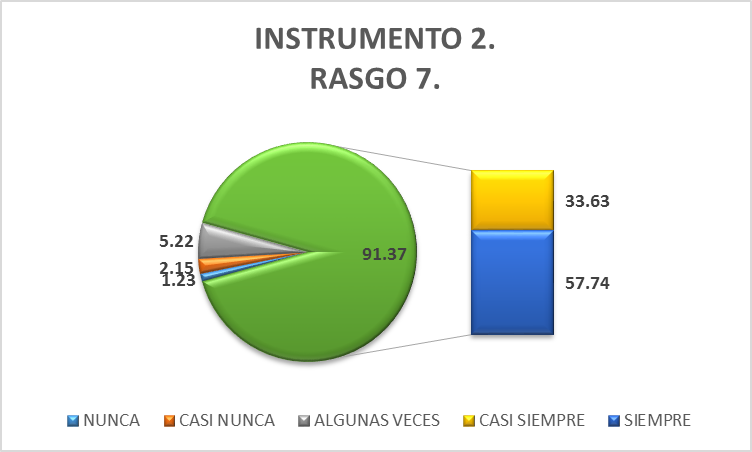 INSTRUMENTO 2.
RASGO 7.
5.22
2.15
1.23
91.37
33.63
57.74
NUNCA CASI NUNCA ALGUNAS VECES CASI SIEMPRE SIEMPRE